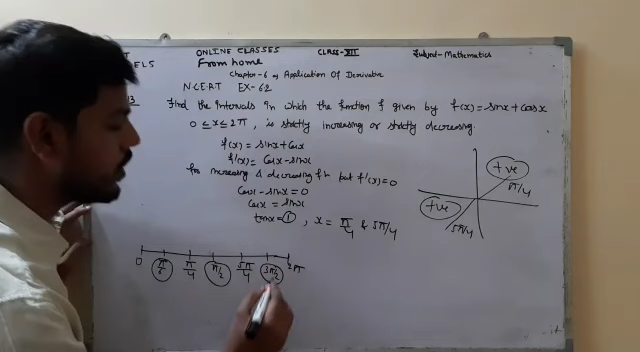 ONLINE CLASSES CLASS-XII Subject- Mathematics
ELS From home
Chapter-6, Application Of Derivative
NCERT EX-6.2
13 Find the Intervals In which the function f given by f(x) = sinx + cosx
0 ≤ x ≤ 2π, is strictly increasing or strictly decreasing.
f(x) = sinx + cosx
f'(x) = cosx - sinx
for increasing & decreasing fn put f'(x) = 0
cosx - sinx = 0
cosx = sinx
tanx = 1, x = π/4 & 5π/4
+ve
π/4
+ve
5π/4
0 π/4 π/2 5π/4 3π/2 2π